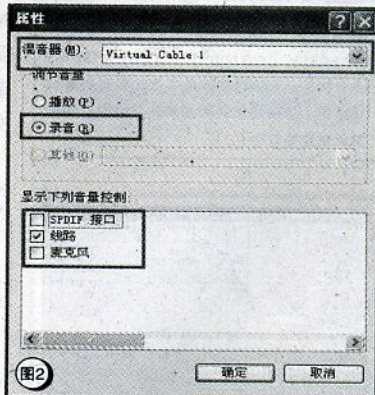 属性
混音器(M): Virtual Cable 1
调节音量
播放(P)
录音(R)
其他(O)
显示下列音量控制:
SPDIF 接口
线路
麦克风
图2
确定 取消